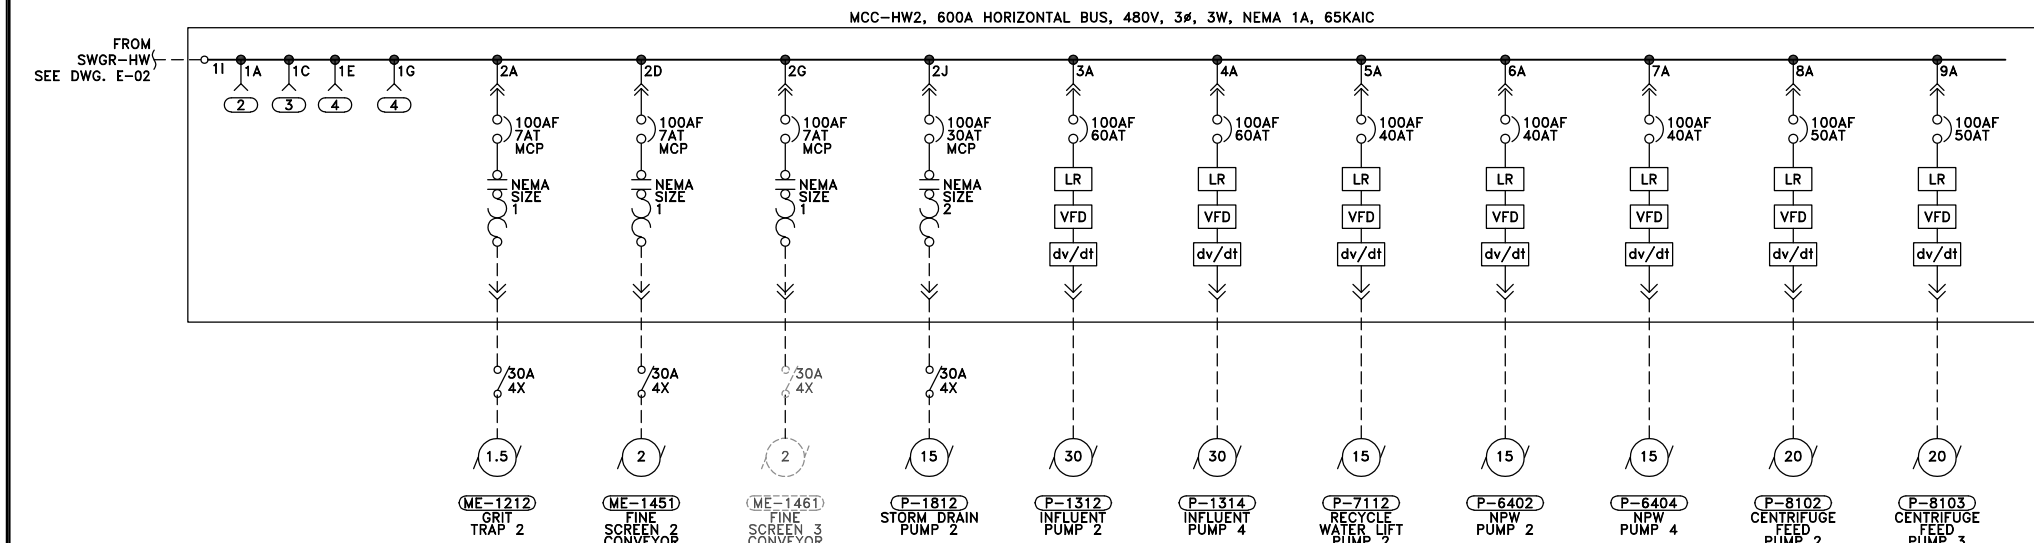 MCC-HW2, 600A HORIZONTAL BUS, 480V, 3ø, 3W, NEMA 1A, 65KAIC
FROM
SWGR-HW
SEE DWG. E-02
1I
1A
2
1C
3
1E
4
1G
4
2A
100AF
7AT
MCP
NEMA
SIZE
1
30A
4X
1.5
ME-1212
GRIT
TRAP 2
2D
100AF
7AT
MCP
NEMA
SIZE
1
30A
4X
2
ME-1451
FINE
SCREEN 2
CONVEYOR
2G
100AF
7AT
MCP
NEMA
SIZE
1
30A
4X
2
ME-1461
FINE
SCREEN 3
CONVEYOR
2J
100AF
30AT
MCP
NEMA
SIZE
2
30A
4X
15
P-1812
STORM DRAIN
PUMP 2
3A
100AF
60AT
LR
VFD
dv/dt
30
P-1312
INFLUENT
PUMP 2
4A
100AF
60AT
LR
VFD
dv/dt
30
P-1314
INFLUENT
PUMP 4
5A
100AF
40AT
LR
VFD
dv/dt
15
P-7112
RECYCLE
WATER LIFT
PUMP 2
6A
100AF
40AT
LR
VFD
dv/dt
15
P-6402
NPW
PUMP 2
7A
100AF
40AT
LR
VFD
dv/dt
15
P-6404
NPW
PUMP 4
8A
100AF
50AT
LR
VFD
dv/dt
20
P-8102
CENTRIFUGE
FEED
PUMP 2
9A
100AF
50AT
LR
VFD
dv/dt
20
P-8103
CENTRIFUGE
FEED
PUMP 3